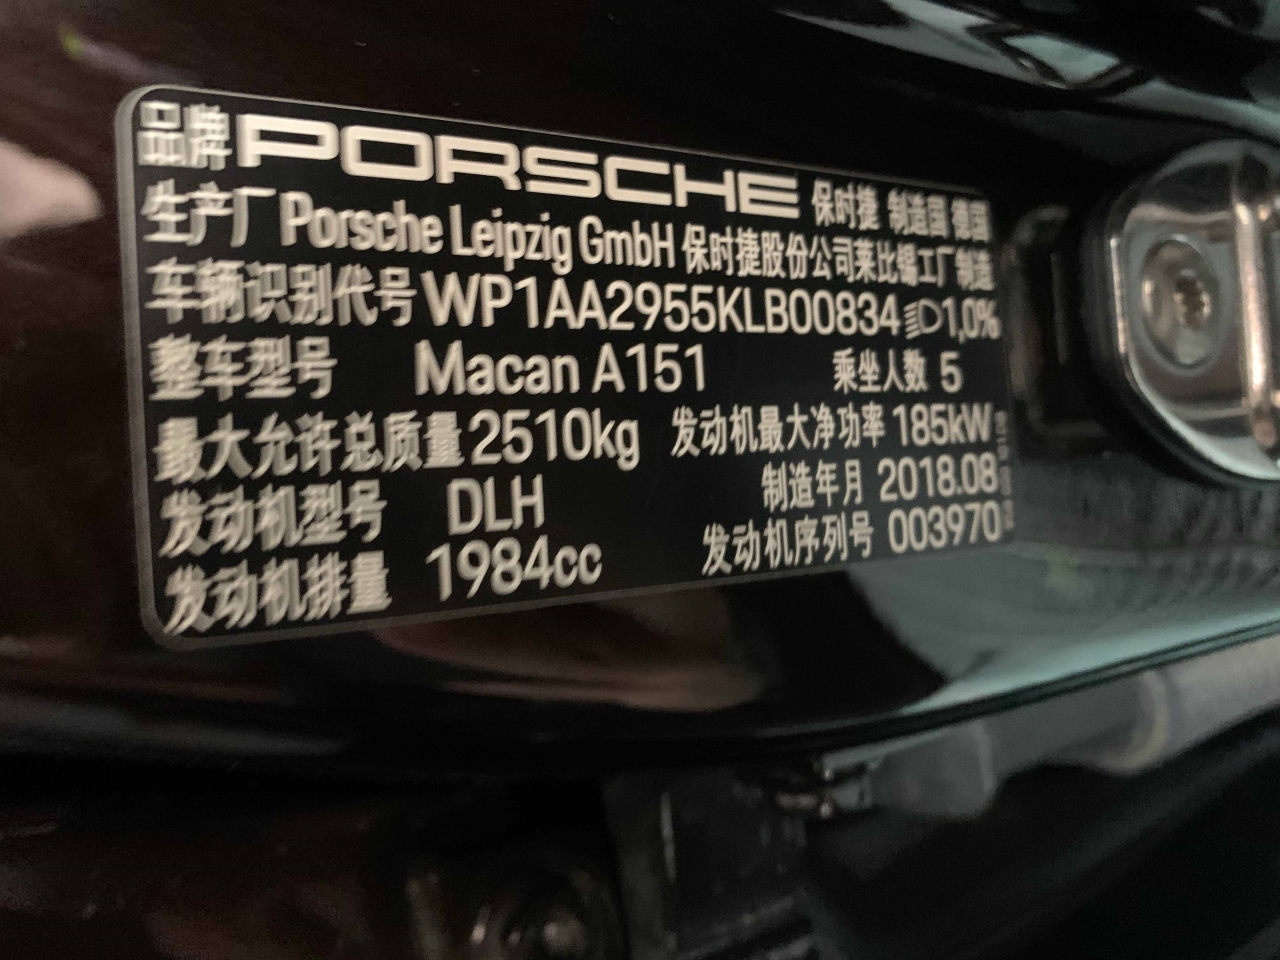 品牌 PORSCHE 保时捷 制造国 德国
生产厂 Porsche Leipzig GmbH 保时捷股份公司莱比锡工厂制造
车辆识别代号 WP1AA2955KLB00834 1,0%
整车型号 Macan A151 乘坐人数 5
最大允许总质量 2510kg 发动机最大净功率 185kW
发动机型号 DLH 制造年月 2018.08
发动机排量 1984cc 发动机序列号 003970